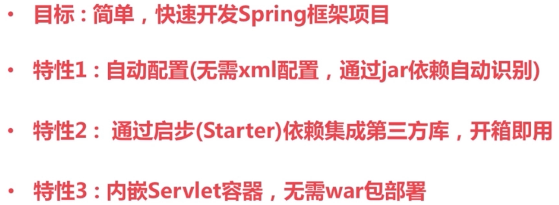 • 目标：简单，快速开发Spring框架项目
• 特性1：自动配置(无需xml配置，通过jar依赖自动识别)
• 特性2： 通过启步(Starter)依赖集成第三方库，开箱即用
• 特性3：内嵌Servlet容器，无需war包部署